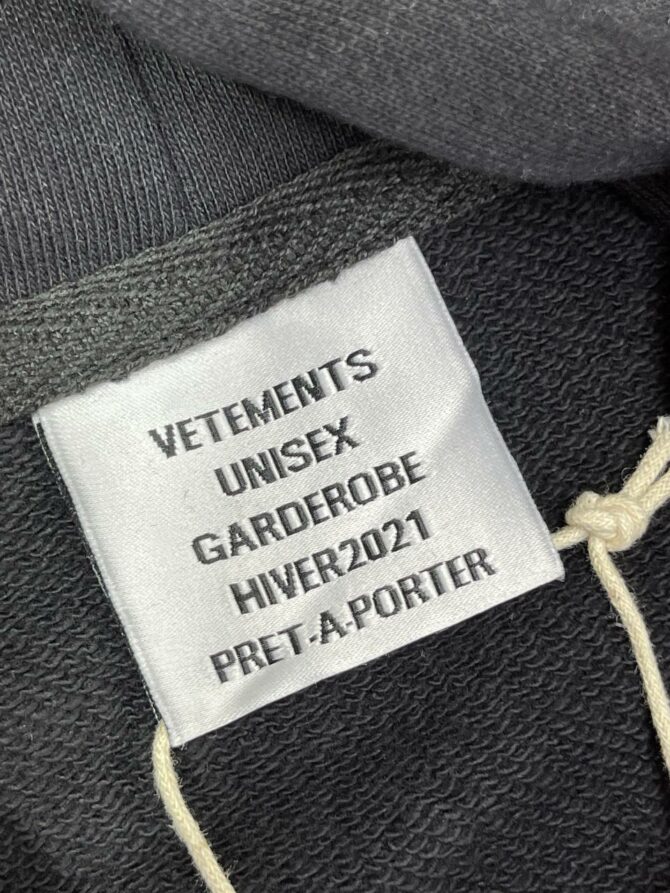 VETEMENTS
UNISEX
GARDEROBE
HIVER2021
PRET-A-PORTER